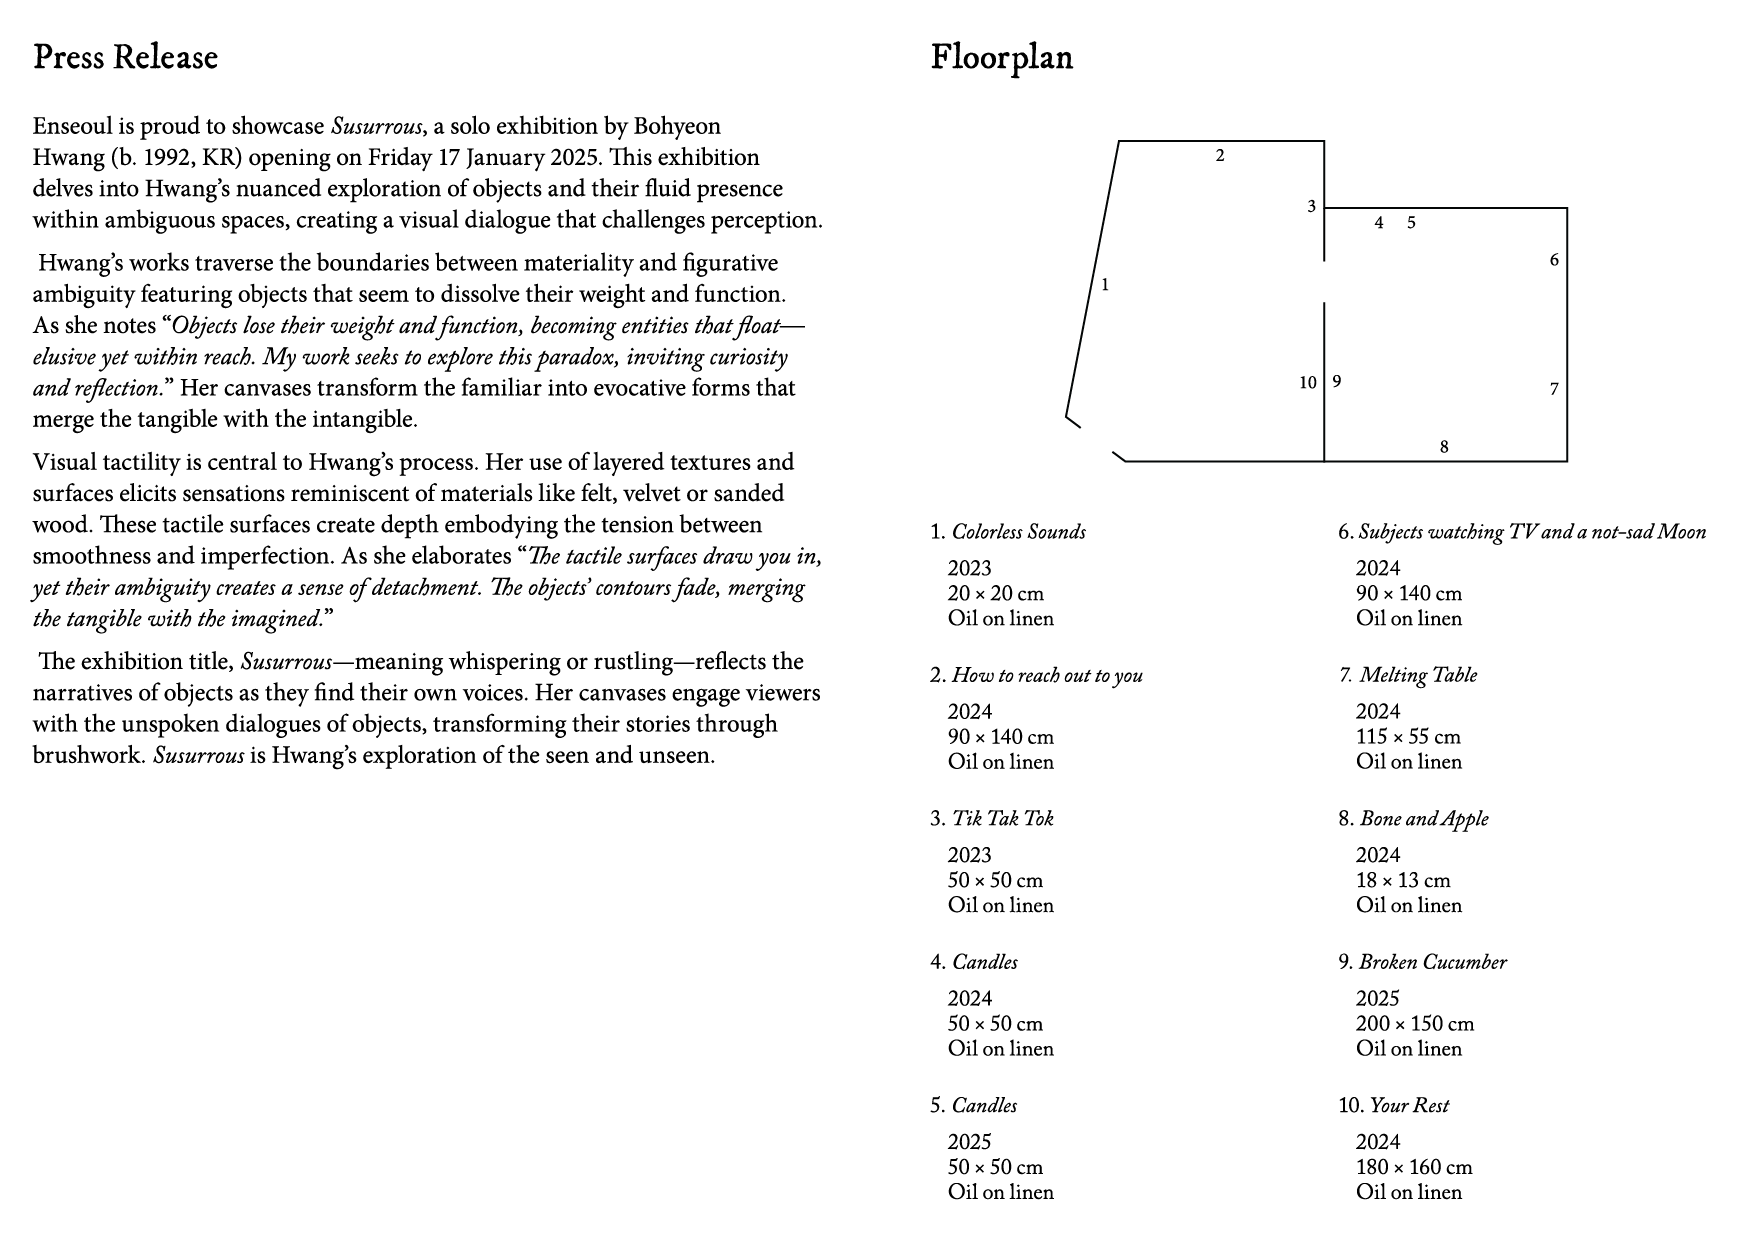 Press Release
Enseoul is proud to showcase Susurrous, a solo exhibition by Bohyeon
Hwang (b. 1992, KR) opening on Friday 17 January 2025. This exhibition
delves into Hwang’s nuanced exploration of objects and their fluid presence
within ambiguous spaces, creating a visual dialogue that challenges perception.
Hwang’s works traverse the boundaries between materiality and figurative
ambiguity featuring objects that seem to dissolve their weight and function.
As she notes “Objects lose their weight and function, becoming entities that float—
elusive yet within reach. My work seeks to explore this paradox, inviting curiosity
and reflection.” Her canvases transform the familiar into evocative forms that
merge the tangible with the intangible.
Visual tactility is central to Hwang’s process. Her use of layered textures and
surfaces elicits sensations reminiscent of materials like felt, velvet or sanded
wood. These tactile surfaces create depth embodying the tension between
smoothness and imperfection. As she elaborates “The tactile surfaces draw you in,
yet their ambiguity creates a sense of detachment. The objects’ contours fade, merging
the tangible with the imagined.”
The exhibition title, Susurrous—meaning whispering or rustling—reflects the
narratives of objects as they find their own voices. Her canvases engage viewers
with the unspoken dialogues of objects, transforming their stories through
brushwork. Susurrous is Hwang’s exploration of the seen and unseen.
Floorplan
2
3
4 5
6
1
10 9
7
8
1. Colorless Sounds
2023
20 × 20 cm
Oil on linen
2. How to reach out to you
2024
90 × 140 cm
Oil on linen
3. Tik Tak Tok
2023
50 × 50 cm
Oil on linen
4. Candles
2024
50 × 50 cm
Oil on linen
5. Candles
2025
50 × 50 cm
Oil on linen
6. Subjects watching TV and a not-sad Moon
2024
90 × 140 cm
Oil on linen
7. Melting Table
2024
115 × 55 cm
Oil on linen
8. Bone and Apple
2024
18 × 13 cm
Oil on linen
9. Broken Cucumber
2025
200 × 150 cm
Oil on linen
10. Your Rest
2024
180 × 160 cm
Oil on linen